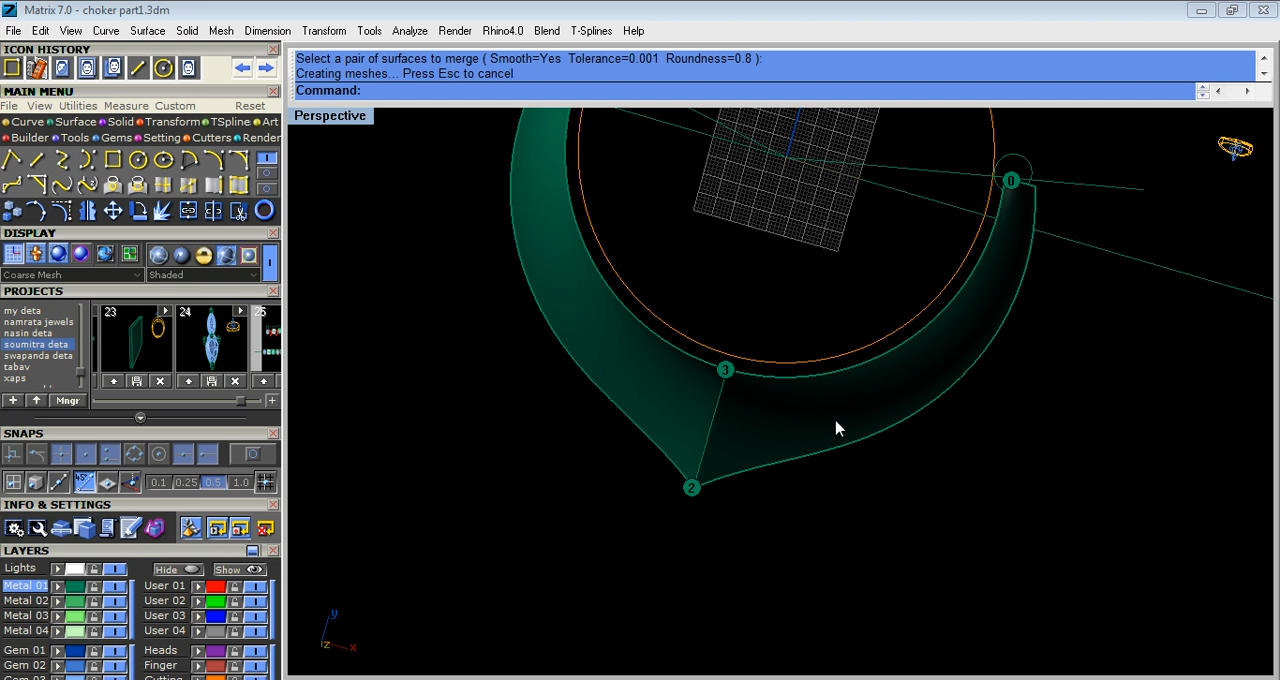 Matrix 7.0 - choker part1.3dm
File Edit View Curve Surface Solid Mesh Dimension Transform Tools Analyze Render Rhino4.0 Blend T-Splines Help
ICON HISTORY
Select a pair of surfaces to merge ( Smooth=Yes Tolerance=0.001 Roundness=0.8 ):
Creating meshes... Press Esc to cancel
Command:
MAIN MENU
File View Utilities Measure Custom Reset
Curve Surface Solid Transform TSpline Art
Builder Tools Gems Setting Cutters Render
Perspective
DISPLAY
Coarse Mesh Shaded
PROJECTS
my deta
namrata jewels
nasin deta
soumitra deta
swapanda deta
tabav
xaps
23 24 25
Mngr
SNAPS
45°
0.1 0.25 0.5 1.0
INFO & SETTINGS
LAYERS
Lights Hide Show
Metal 01 User 01
Metal 02 User 02
Metal 03 User 03
Metal 04 User 04
Gem 01 Heads
Gem 02 Finger
Gem 03 Cutting
0
3
2
y
z x